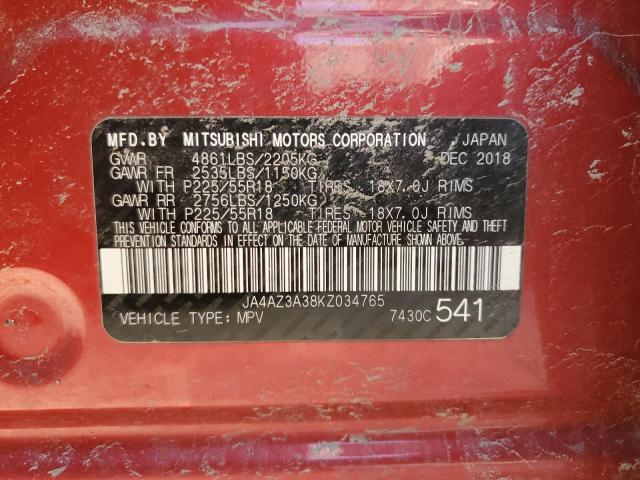 MFD.BY MITSUBISHI MOTORS CORPORATION JAPAN
GVWR 4861LBS/2205KG DEC 2018
GAWR FR 2535LBS/1150KG
WITH P225/55R18 TIRES 18X7.0J RIMS
GAWR RR 2756LBS/1250KG
WITH P225/55R18 TIRES 18X7.0J RIMS
THIS VEHICLE CONFORMS TO ALL APPLICABLE FEDERAL MOTOR VEHICLE SAFETY AND THEFT
PREVENTION STANDARDS IN EFFECT ON THE DATE OF MANUFACTURE SHOWN ABOVE.
JA4AZ3A38KZ034765
VEHICLE TYPE: MPV 7430C 541